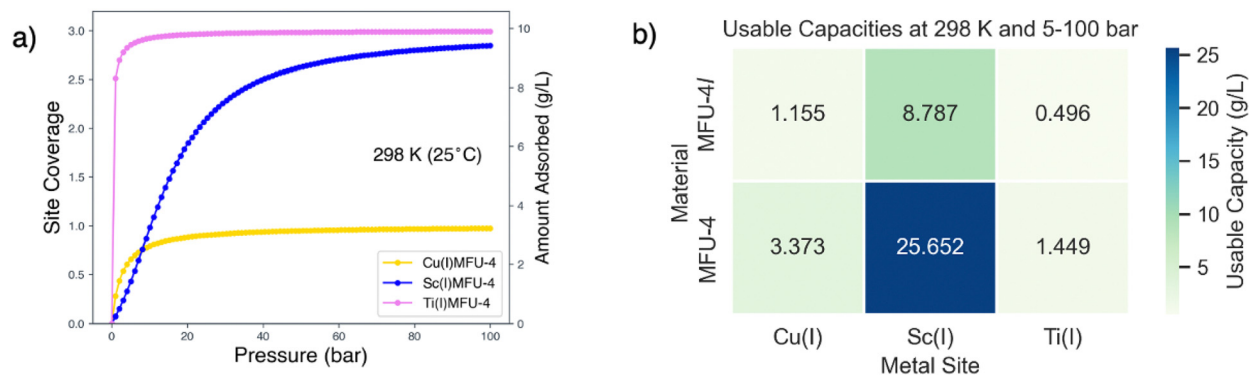 a)
3.0
2.5
2.0
1.5
1.0
0.5
0.0
Site Coverage
0
20
40
60
80
100
Pressure (bar)
10
8
6
4
2
0
Amount Adsorbed (g/L)
298 K (25°C)
Cu(I)MFU-4
Sc(I)MFU-4
Ti(I)MFU-4
b)
Usable Capacities at 298 K and 5-100 bar
Material
MFU-4l
1.155
8.787
0.496
MFU-4
3.373
25.652
1.449
Cu(I)
Sc(I)
Ti(I)
Metal Site
25
20
15
10
5
Usable Capacity (g/L)